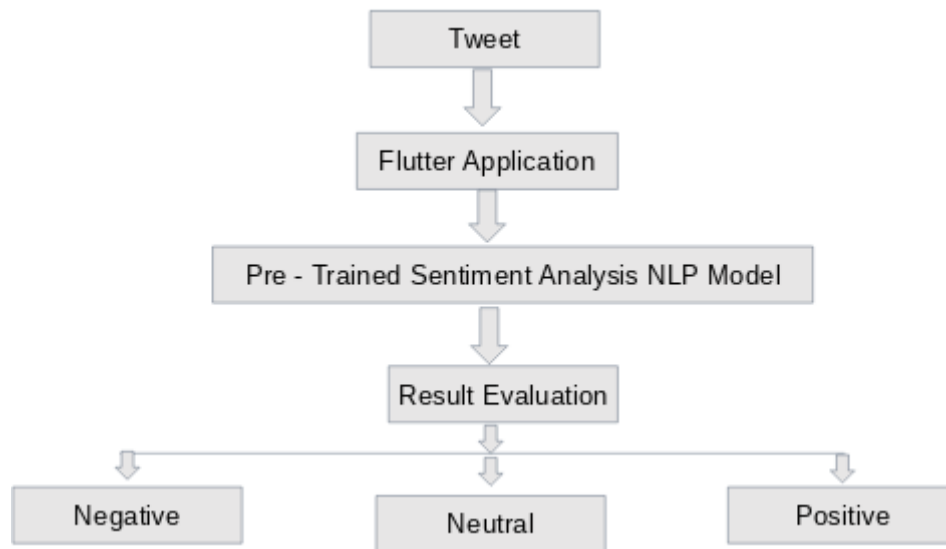 Tweet
Flutter Application
Pre - Trained Sentiment Analysis NLP Model
Result Evaluation
Negative
Neutral
Positive